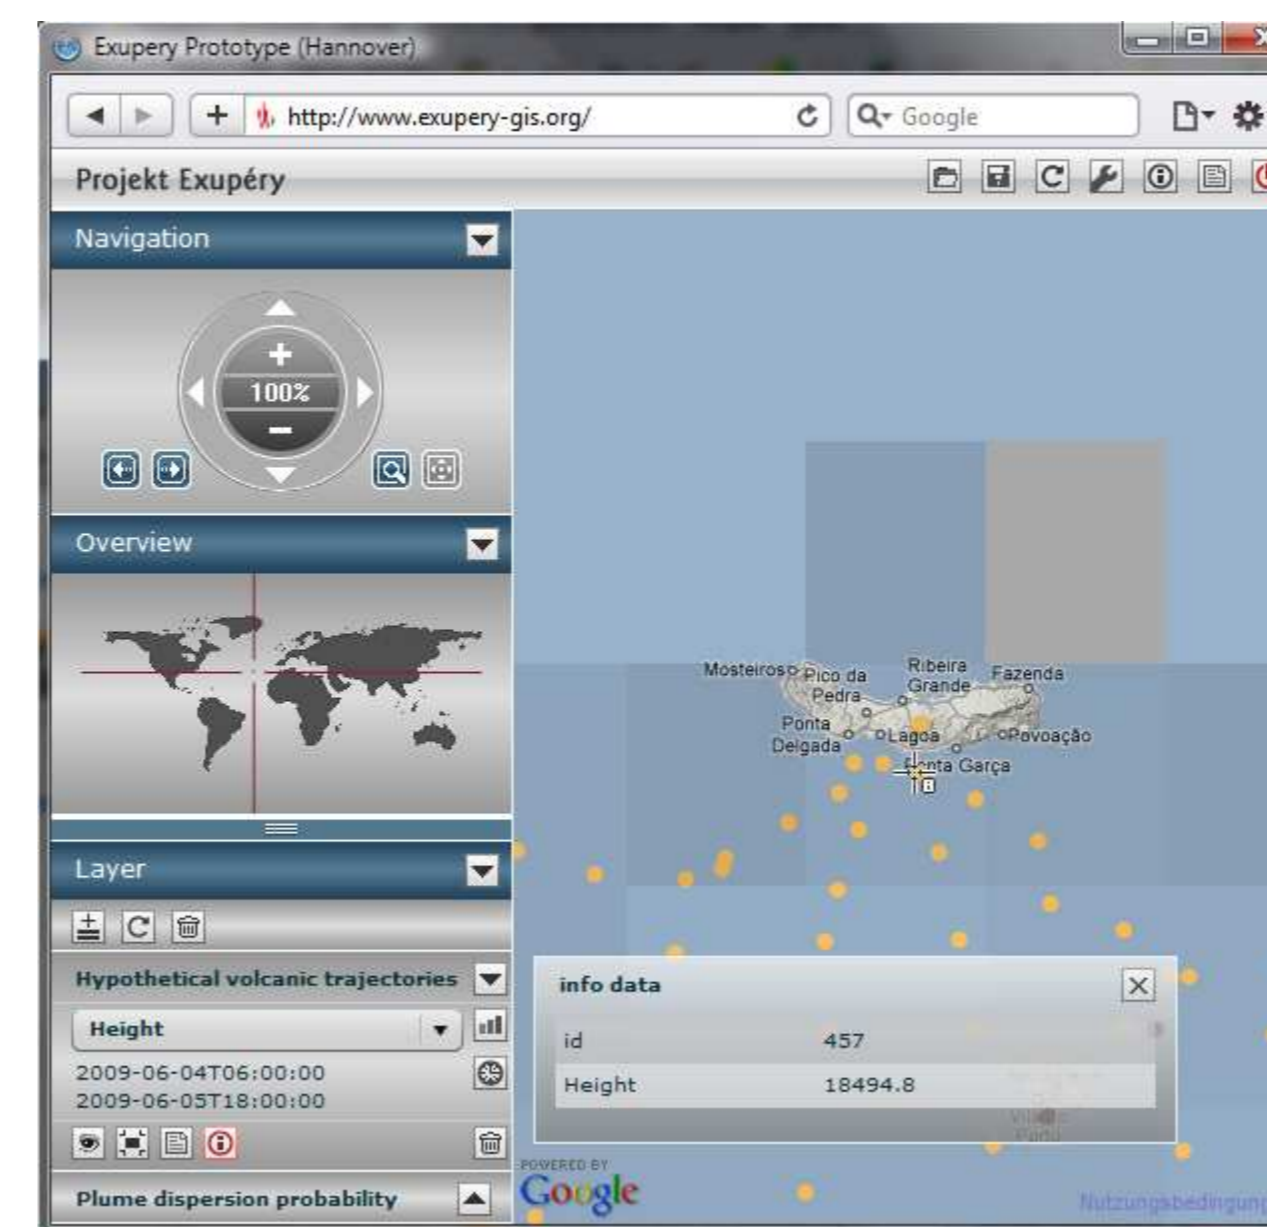 Exupery Prototype (Hannover)
http://www.exupery-gis.org/
Google
Projekt Exupéry
Navigation
100%
Overview
Layer
Hypothetical volcanic trajectories
Height
2009-06-04T06:00:00
2009-06-05T18:00:00
Plume dispersion probability
Mosteiros
Pico da
Pedra
Ribeira
Grande
Fazenda
Ponta
Delgada
Lagoa
Povoação
Ponta Garça
info data
id 457
Height 18494.8
Porto
POWERED BY
Google